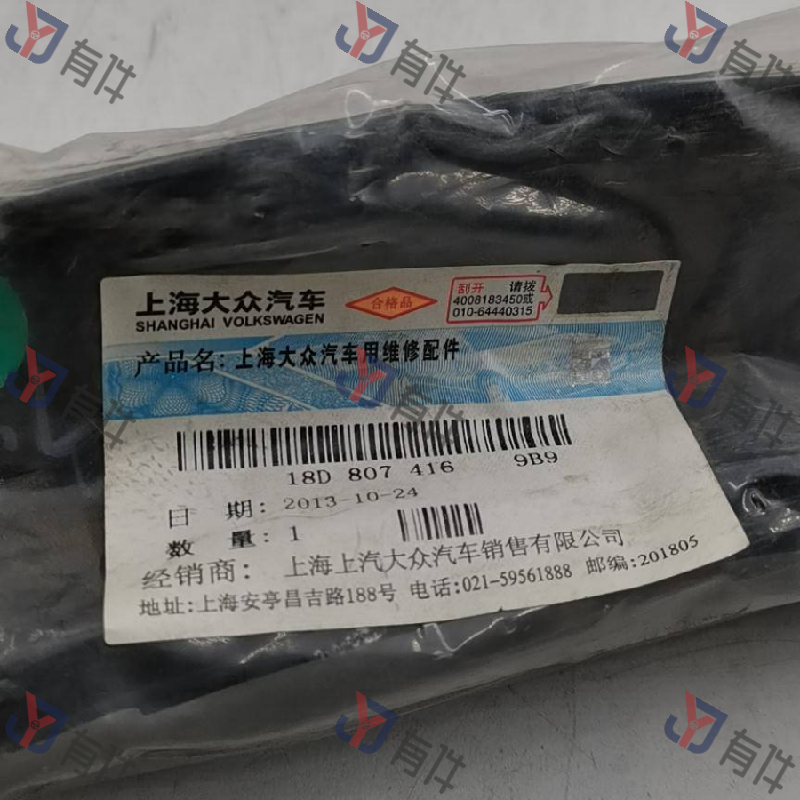 有件 有件 有件
上海大众汽车
SHANGHAI VOLKSWAGEN
合格品
刮开 请拨
4008183450或
010-64440315
产品名: 上海大众汽车用维修配件
18D 807 416 9B9
日 期: 2013-10-24
数 量: 1
经销商: 上海上汽大众汽车销售有限公司
地址:上海安亭昌吉路188号 电话:021-59561888 邮编:201805
有件 有件 有件
有件 有件 有件